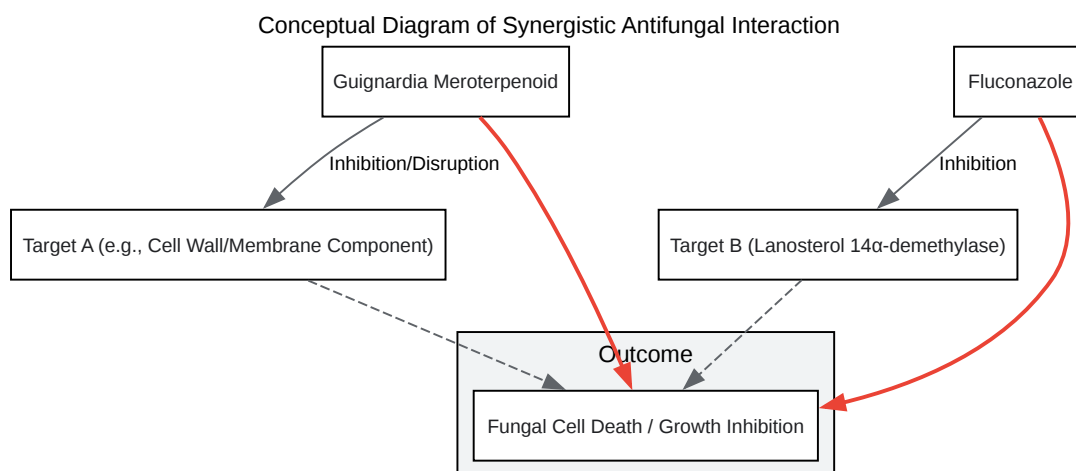 Conceptual Diagram of Synergistic Antifungal Interaction
Guignardia Meroterpenoid
Fluconazole
Inhibition/Disruption
Inhibition
Target A (e.g., Cell Wall/Membrane Component)
Target B (Lanosterol 14α-demethylase)
Outcome
Fungal Cell Death / Growth Inhibition